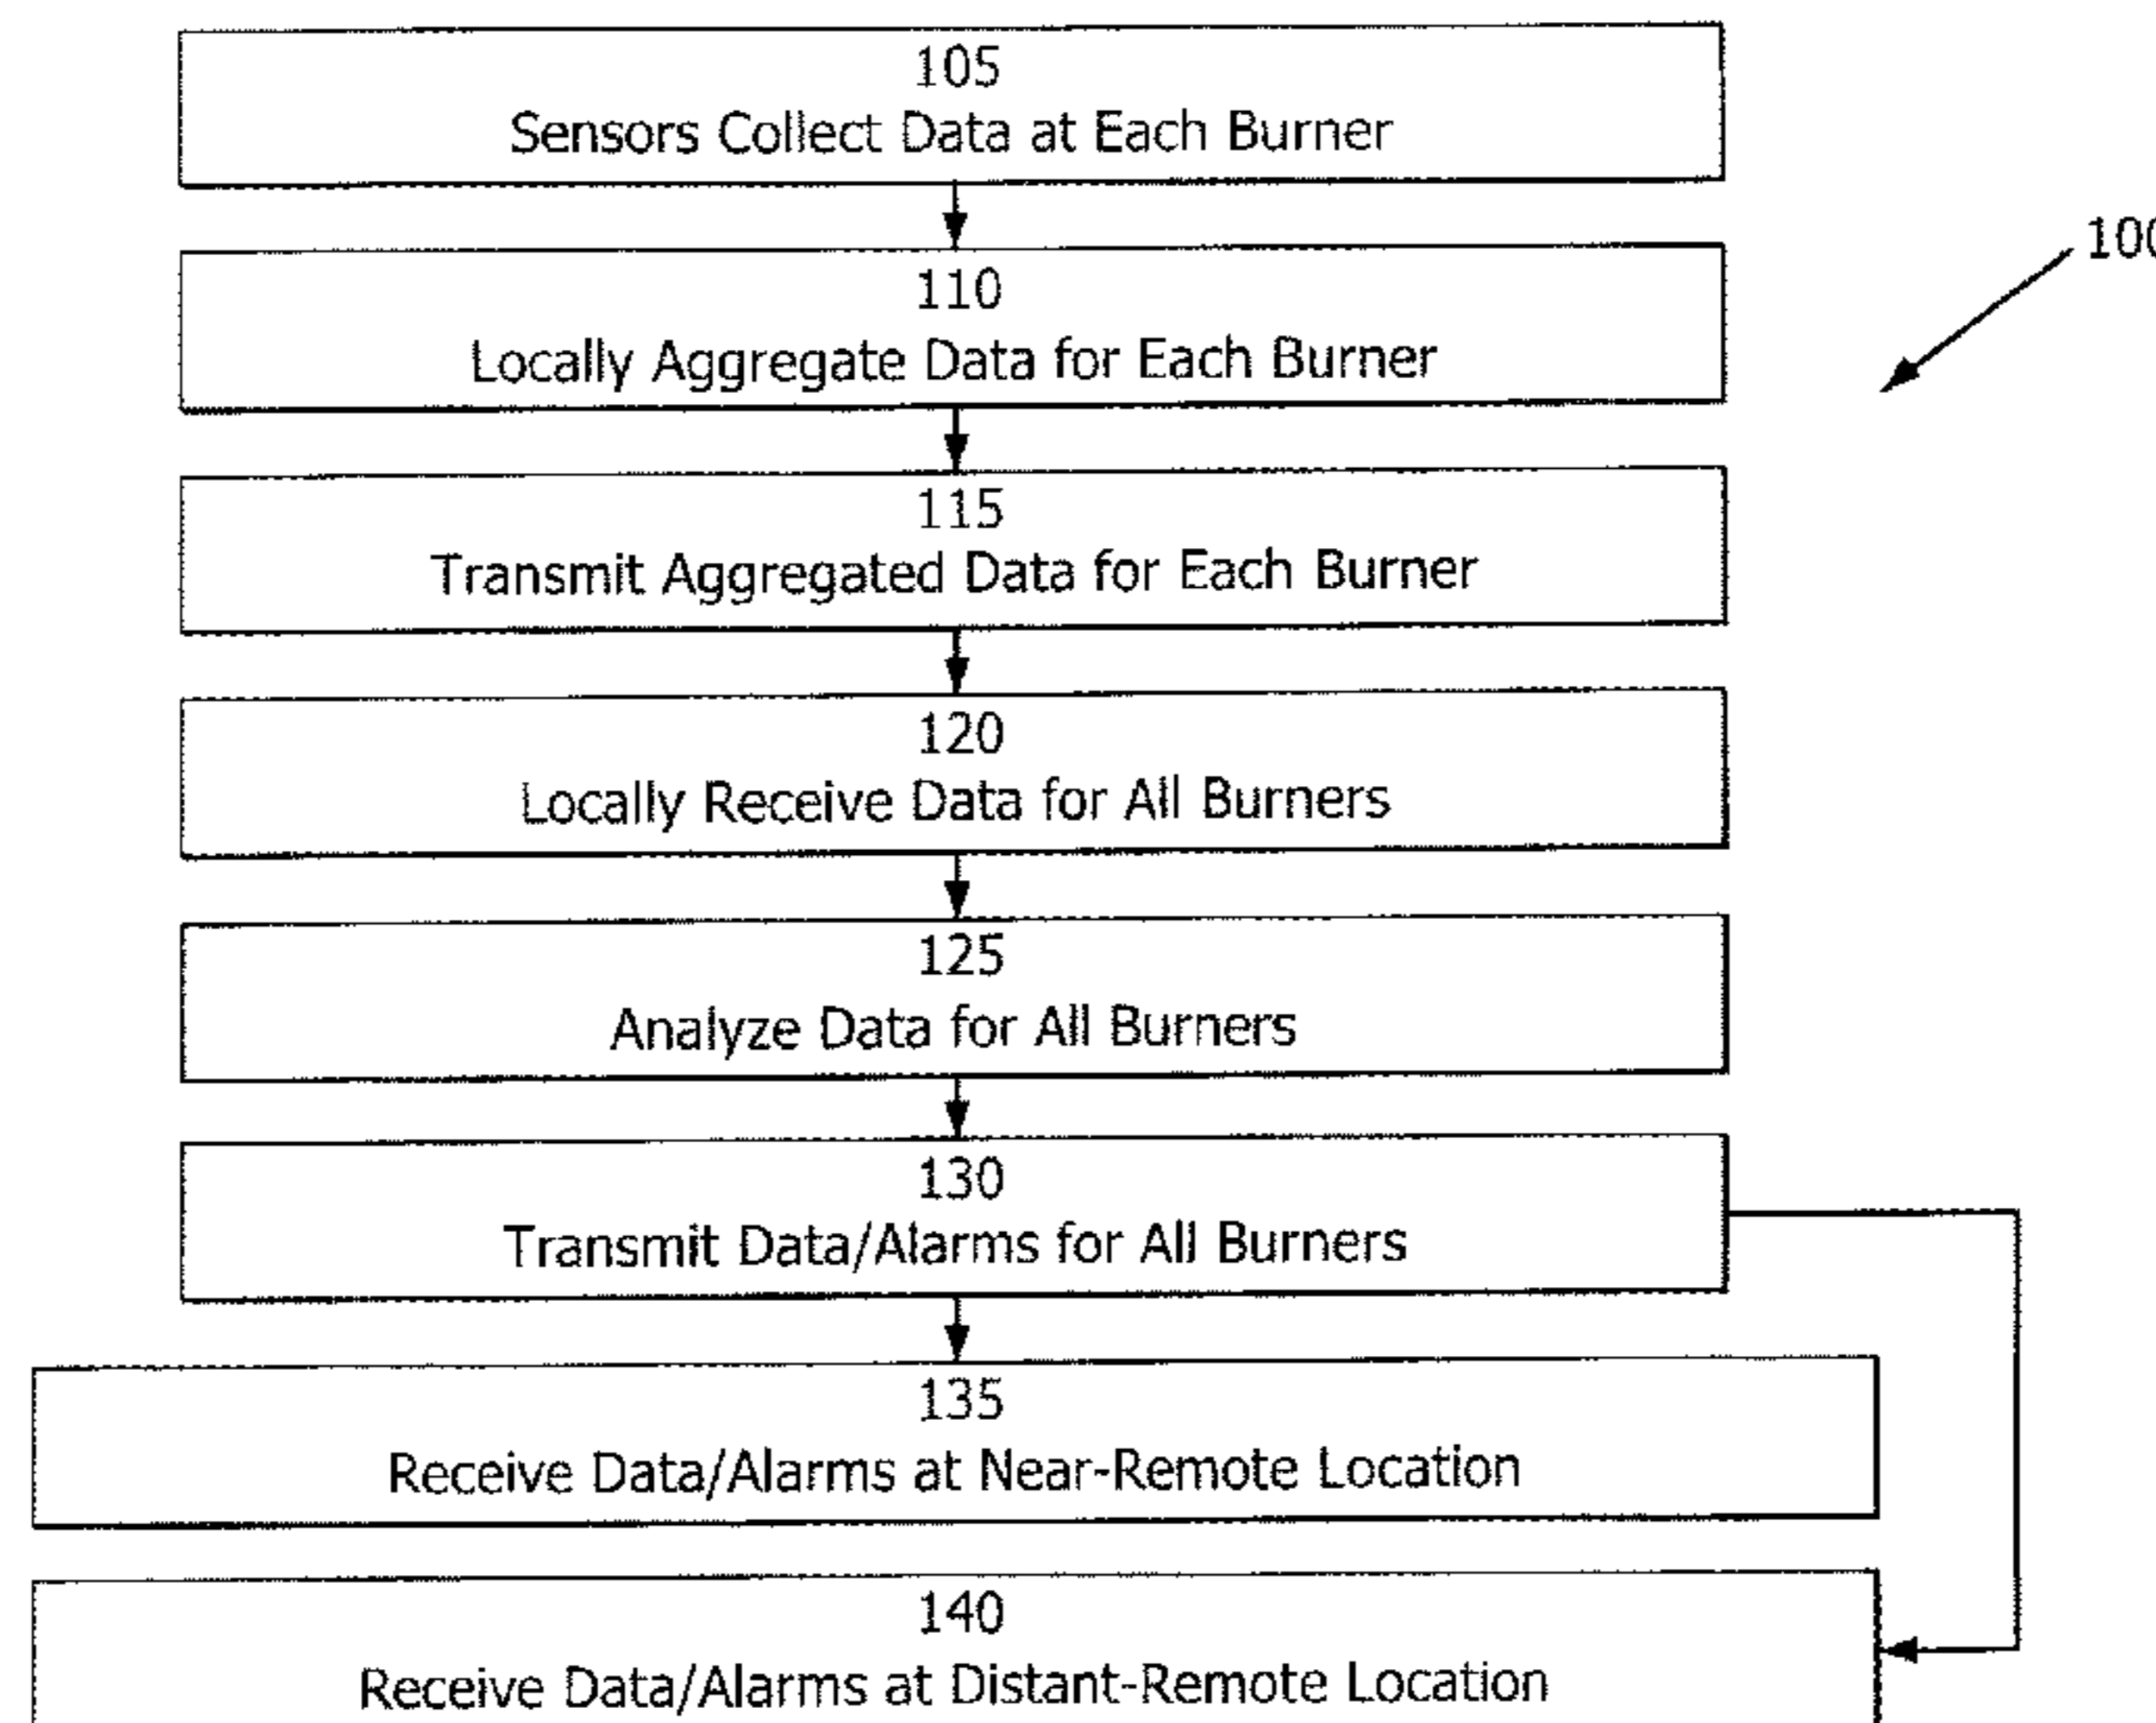 105
Sensors Collect Data at Each Burner
100
110
Locally Aggregate Data for Each Burner
115
Transmit Aggregated Data for Each Burner
120
Locally Receive Data for All Burners
125
Analyze Data for All Burners
130
Transmit Data/Alarms for All Burners
135
Receive Data/Alarms at Near-Remote Location
140
Receive Data/Alarms at Distant-Remote Location